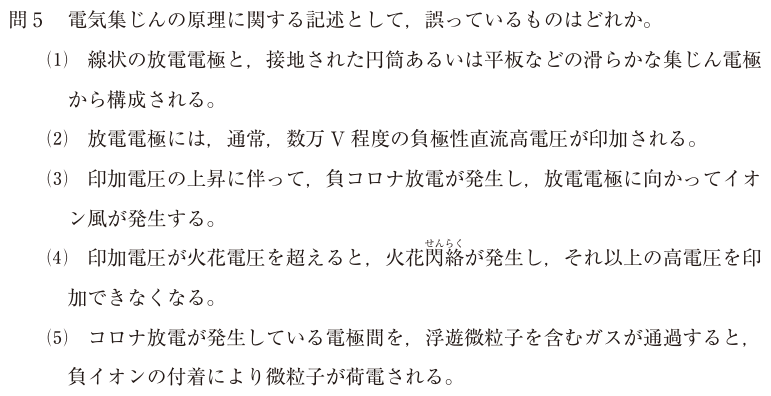 問5　電気集じんの原理に関する記述として，誤っているものはどれか。
⑴　線状の放電電極と，接地された円筒あるいは平板などの滑らかな集じん電極
から構成される。
⑵　放電電極には，通常，数万 V 程度の負極性直流高電圧が印加される。
⑶　印加電圧の上昇に伴って，負コロナ放電が発生し，放電電極に向かってイオ
ン風が発生する。
せんらく
⑷　印加電圧が火花電圧を超えると，火花閃絡が発生し，それ以上の高電圧を印
加できなくなる。
⑸　コロナ放電が発生している電極間を，浮遊微粒子を含むガスが通過すると，
負イオンの付着により微粒子が荷電される。